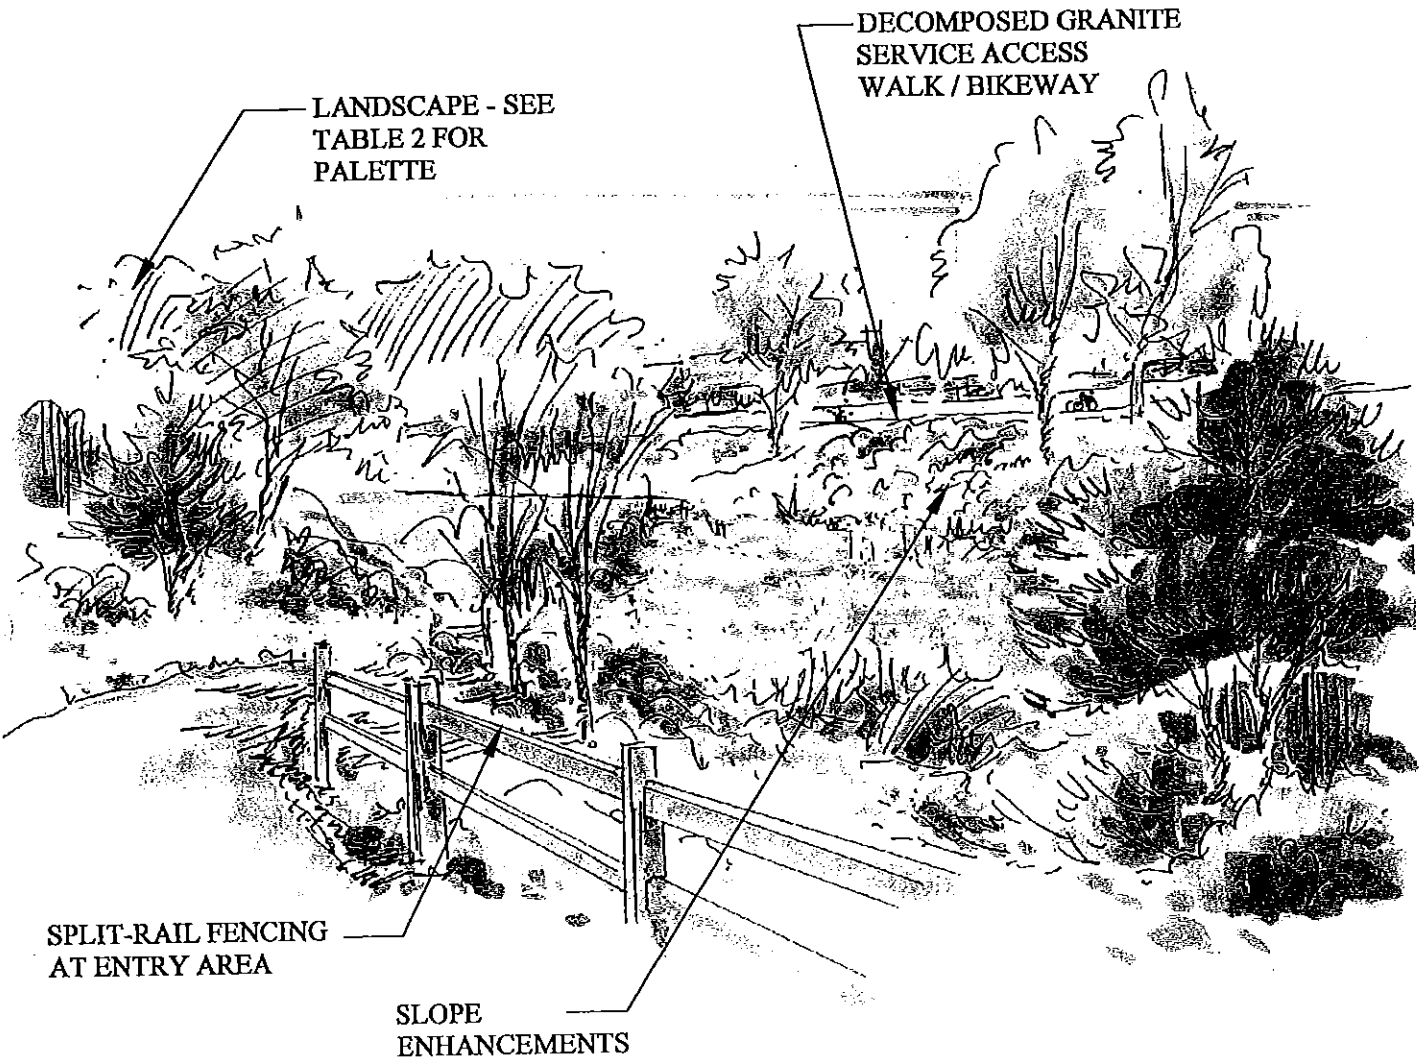 DECOMPOSED GRANITE
SERVICE ACCESS
WALK / BIKEWAY
LANDSCAPE - SEE
TABLE 2 FOR
PALETTE
SPLIT-RAIL FENCING
AT ENTRY AREA
SLOPE
ENHANCEMENTS